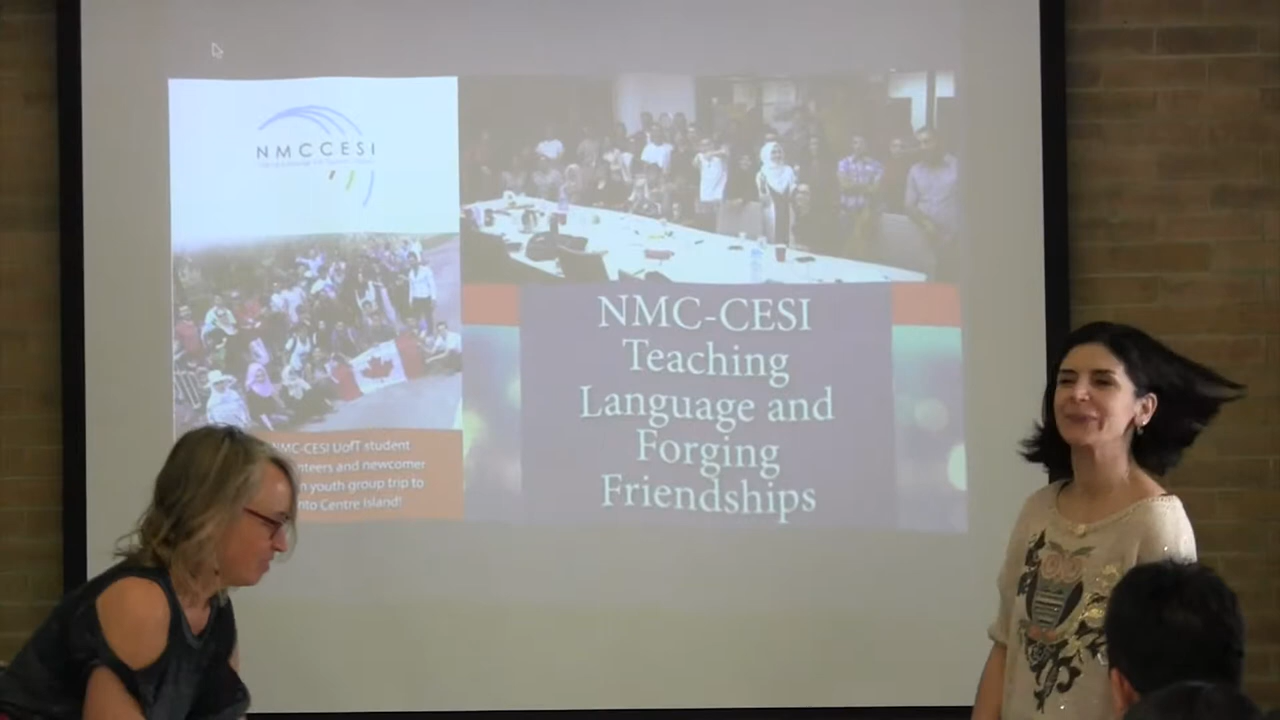 NMCCESI
NMC-CESI UofT student
nteers and newcomer
n youth group trip to
nto Centre Island!
NMC-CESI
Teaching
Language and
Forging
Friendships